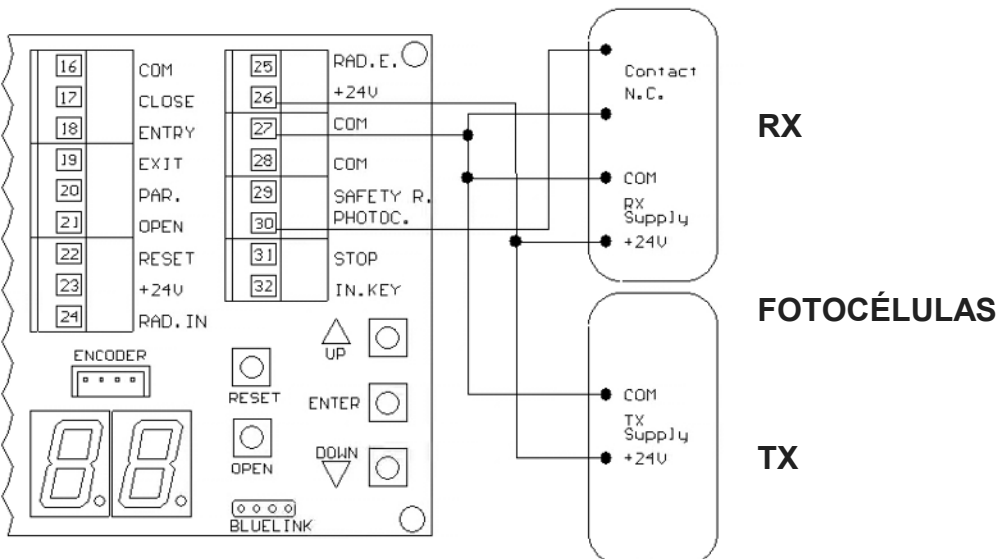 16 COM
17 CLOSE
18 ENTRY
19 EXIT
20 PAR.
21 OPEN
22 RESET
23 +24V
24 RAD.IN
25 RAD.E.
26 +24V
27 COM
28 COM
29 SAFETY R.
30 PHOTOC.
31 STOP
32 IN.KEY
ENCODER
88
RESET
OPEN
UP
ENTER
DOWN
BLUELINK
Contact
N.C.
COM
RX
Supply
+24V
RX
FOTOCÉLULAS
COM
TX
Supply
+24V
TX